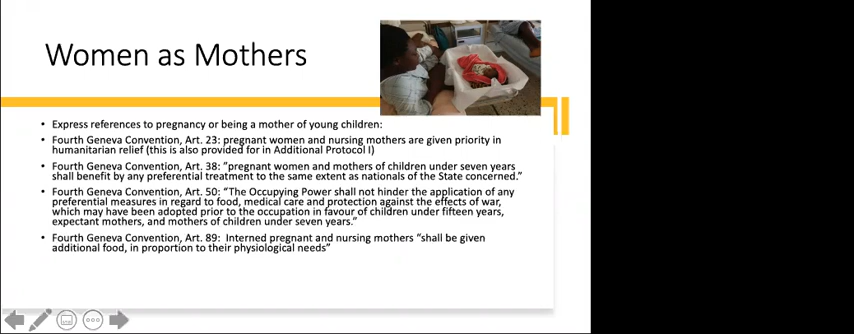 Women as Mothers
• Express references to pregnancy or being a mother of young children:
• Fourth Geneva Convention, Art. 23: pregnant women and nursing mothers are given priority in
humanitarian relief (this is also provided for in Additional Protocol I)
• Fourth Geneva Convention, Art. 38: “pregnant women and mothers of children under seven years
shall benefit by any preferential treatment to the same extent as nationals of the State concerned.”
• Fourth Geneva Convention, Art. 50: “The Occupying Power shall not hinder the application of any
preferential measures in regard to food, medical care and protection against the effects of war,
which may have been adopted prior to the occupation in favour of children under fifteen years,
expectant mothers, and mothers of children under seven years.”
• Fourth Geneva Convention, Art. 89: Interned pregnant and nursing mothers “shall be given
additional food, in proportion to their physiological needs”